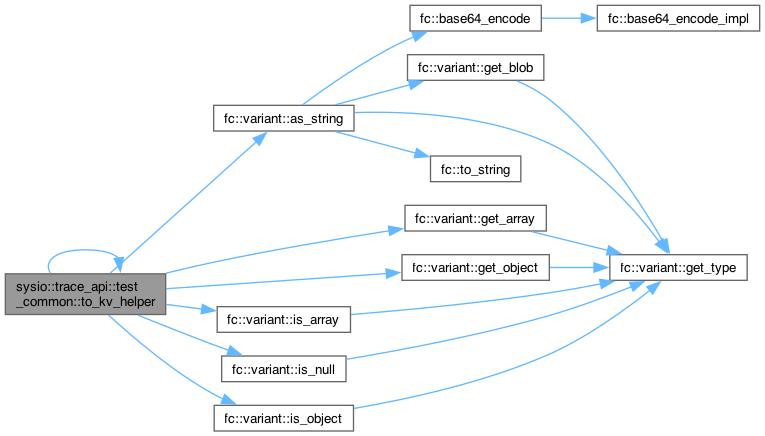 fc::base64_encode
fc::base64_encode_impl
fc::variant::get_blob
fc::variant::as_string
fc::to_string
fc::variant::get_array
fc::variant::get_object
fc::variant::get_type
sysio::trace_api::test
_common::to_kv_helper
fc::variant::is_array
fc::variant::is_null
fc::variant::is_object